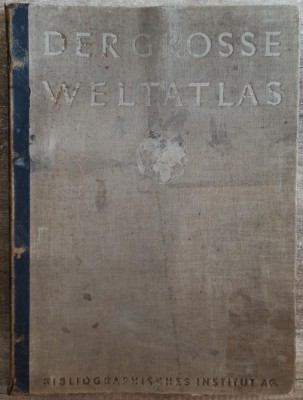 DER GROSSE
WELTATLAS
BIBLIOGRAPHISCHES INSTITUT AG.